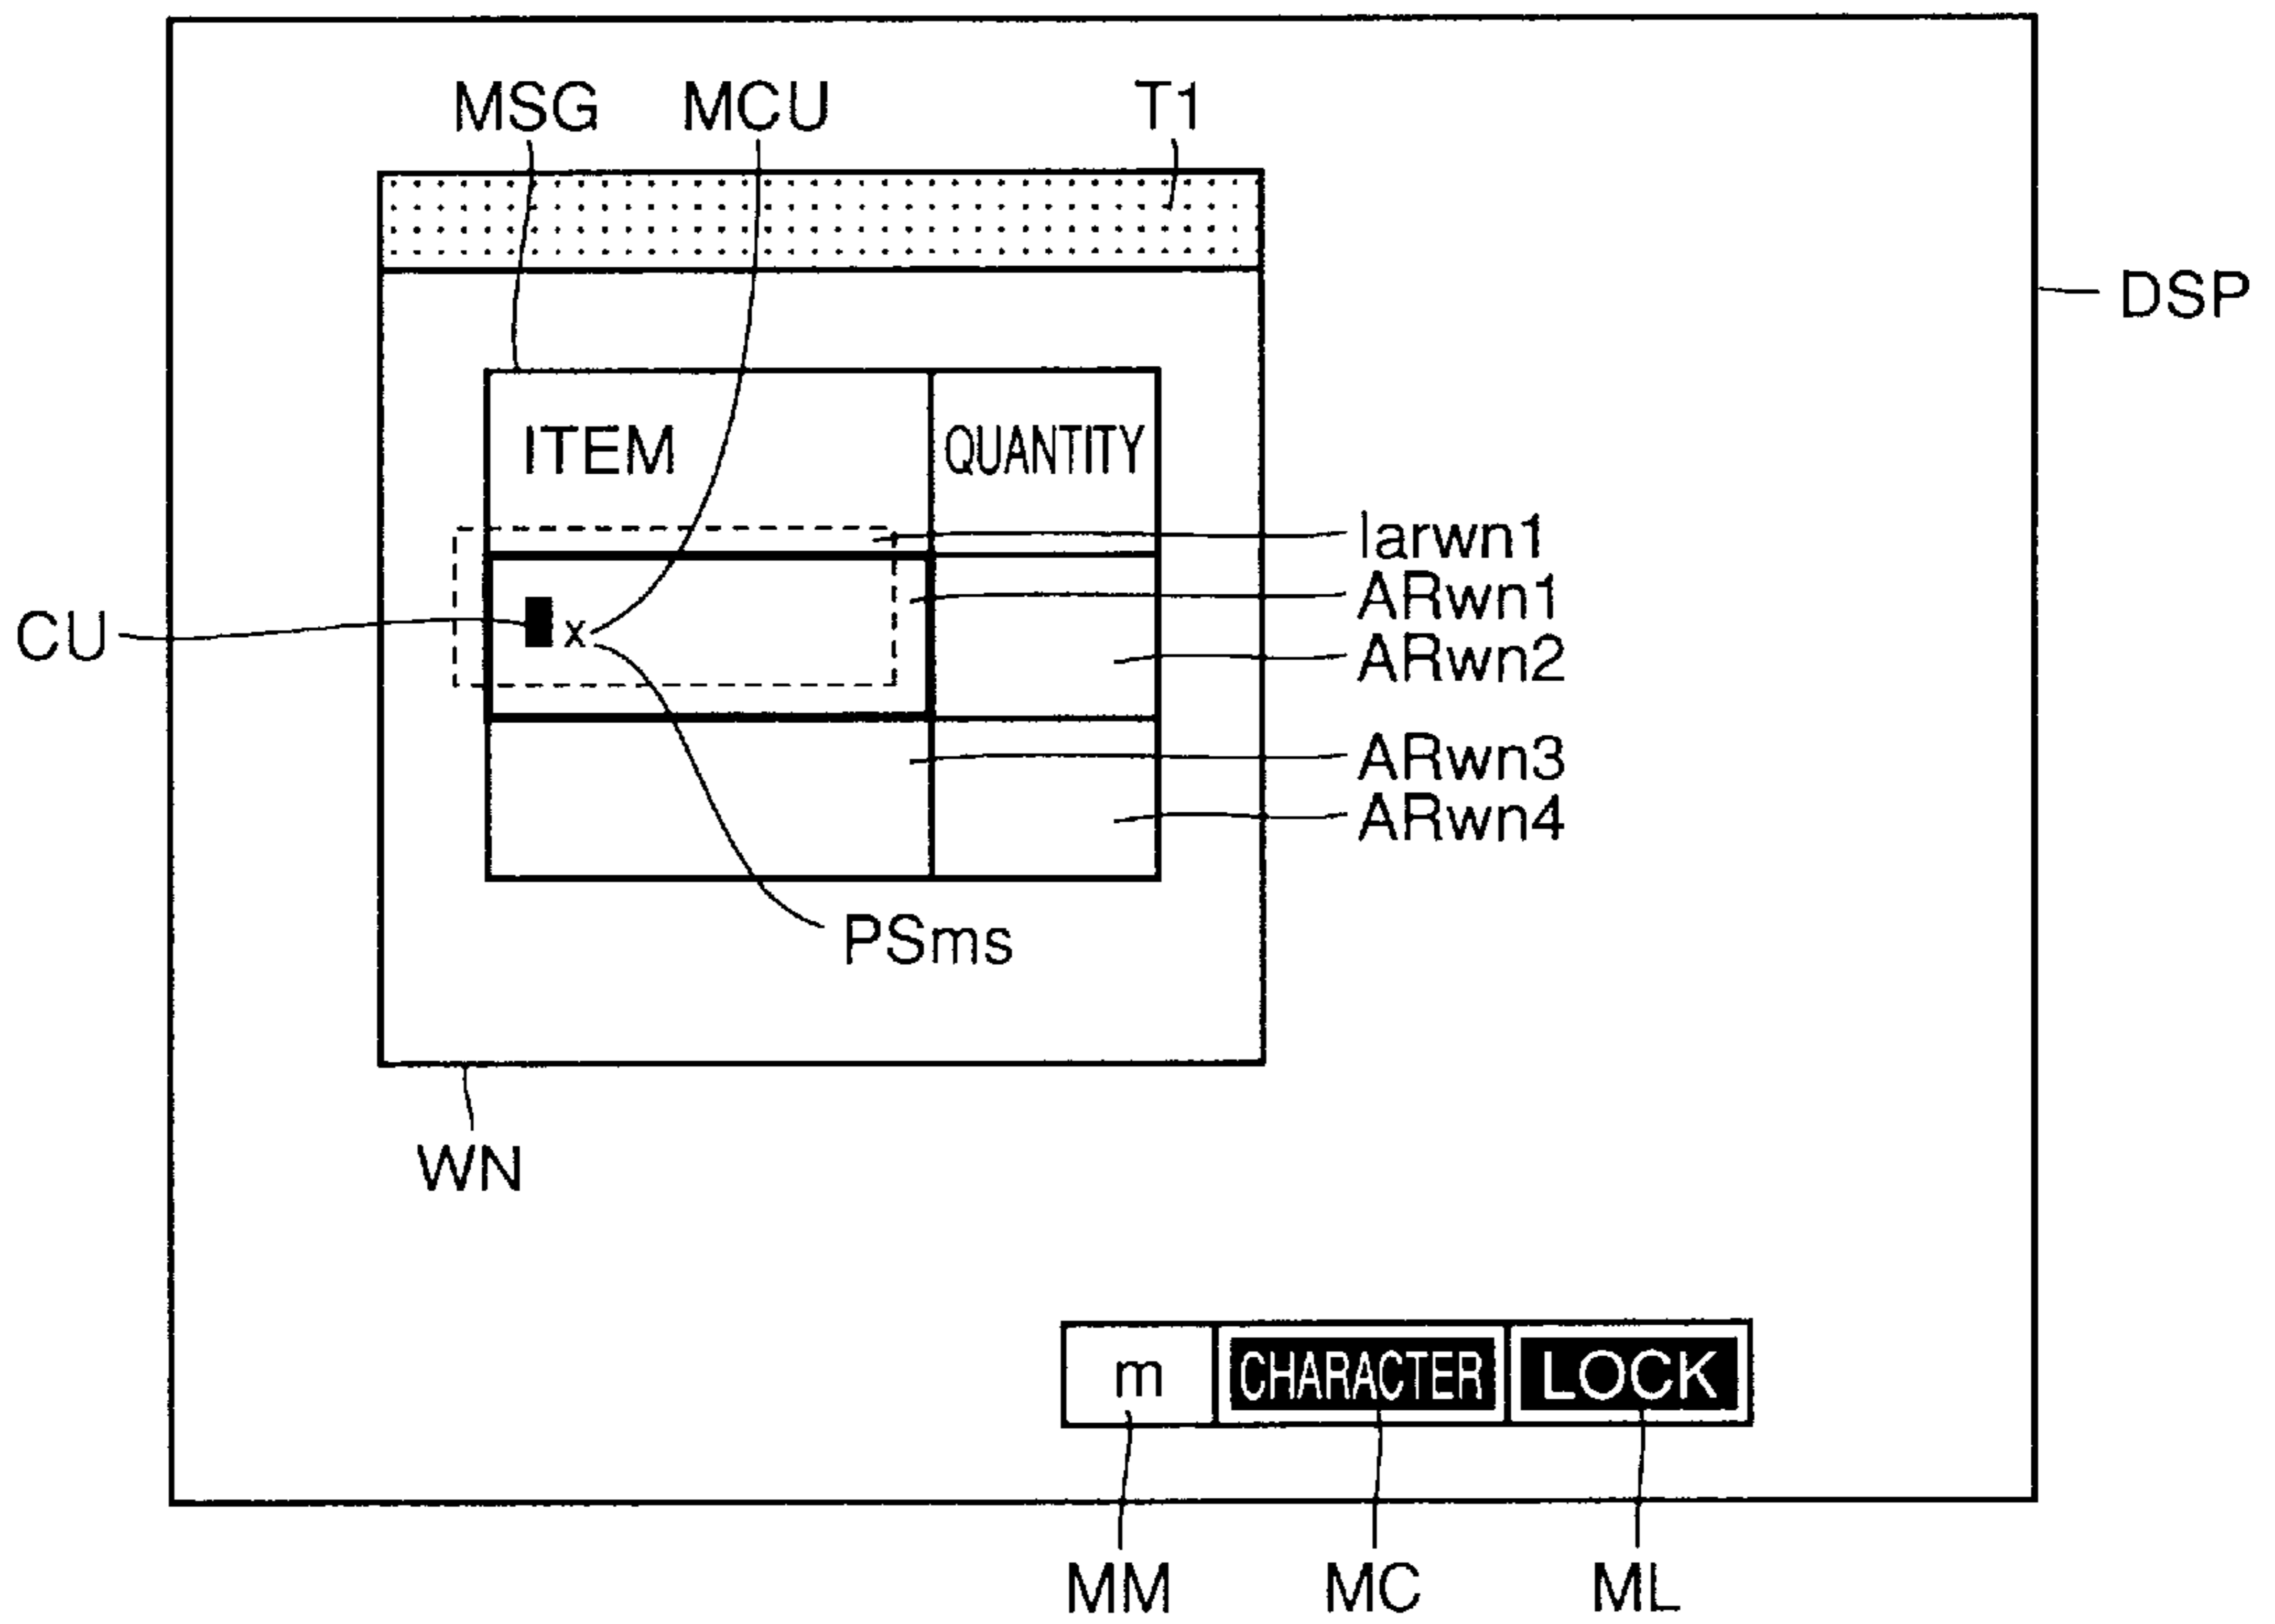 MSG MCU T1
DSP
ITEM QUANTITY
larwn1
ARwn1
CU x ARwn2
ARwn3
ARwn4
PSms
WN
m CHARACTER LOCK
MM MC ML